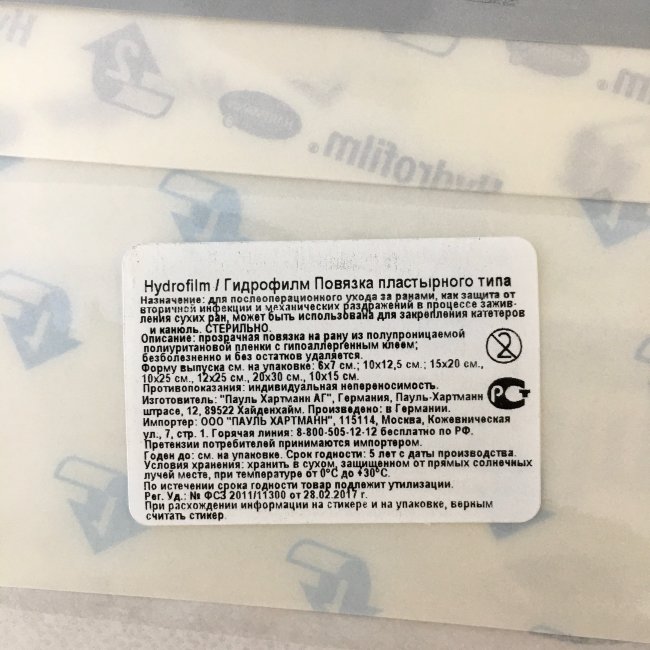 Hydrofilm
Hydrofilm / Гидрофилм Повязка пластырного типа
Назначение: для послеоперационного ухода за ранами, как защита от
вторичной инфекции и механических раздражений в процессе зажив-
ления сухих ран, может быть использована для закрепления катетеров
и канюль. СТЕРИЛЬНО.
Описание: прозрачная повязка на рану из полупроницаемой
полиуритановой пленки с гипоаллергенным клеем;
безболезненно и без остатков удаляется.
Форму выпуска см. на упаковке: 6х7 см.; 10х12,5 см.; 15х20 см.,
10х25 см., 12х25 см., 20х30 см., 10х15 см.
Противопоказания: индивидуальная непереносимость.
Изготовитель: "Пауль Хартманн АГ", Германия, Пауль-Хартманн
штрасе, 12, 89522 Хайденхайм. Произведено: в Германии.
Импортер: ООО "ПАУЛЬ ХАРТМАНН", 115114, Москва, Кожевническая
ул., 7, стр. 1. Горячая линия: 8-800-505-12-12 бесплатно по РФ.
Претензии потребителей принимаются импортером.
Годен до: см. на упаковке. Срок годности: 5 лет с даты производства.
Условия хранения: хранить в сухом, защищенном от прямых солнечных
лучей месте, при температуре от 0°С до +30°С.
По истечении срока годности товар подлежит утилизации.
Рег. Уд.: № ФСЗ 2011/11300 от 28.02.2017 г.
При расхождении информации на стикере и на упаковке, верным
считать стикер.
2
РСТ